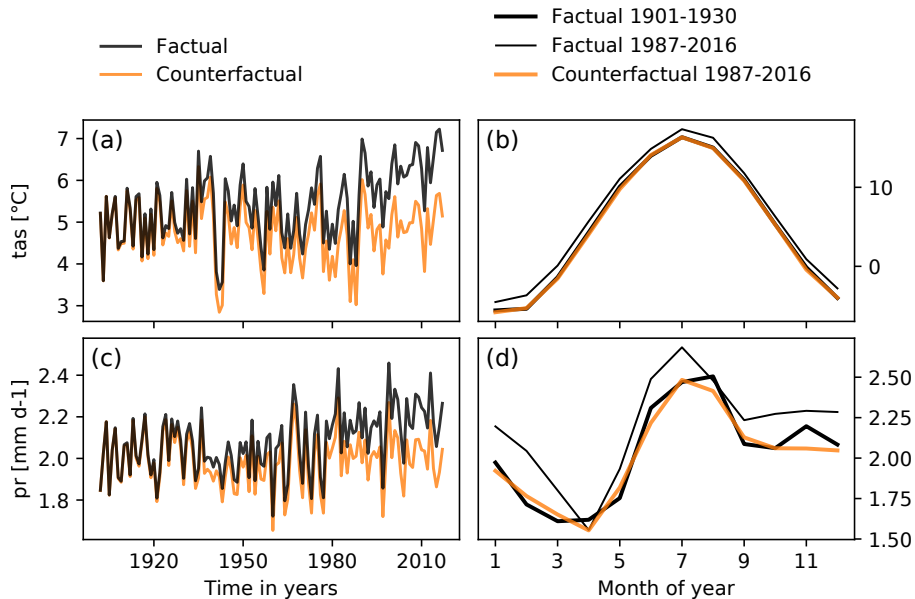 Factual
Counterfactual
Factual 1901-1930
Factual 1987-2016
Counterfactual 1987-2016
(a)
tas [°C]
7
6
5
4
3
(b)
10
0
(c)
pr [mm d-1]
2.4
2.2
2.0
1.8
1920
1950
1980
2010
Time in years
(d)
2.50
2.25
2.00
1.75
1.50
1
3
5
7
9
11
Month of year